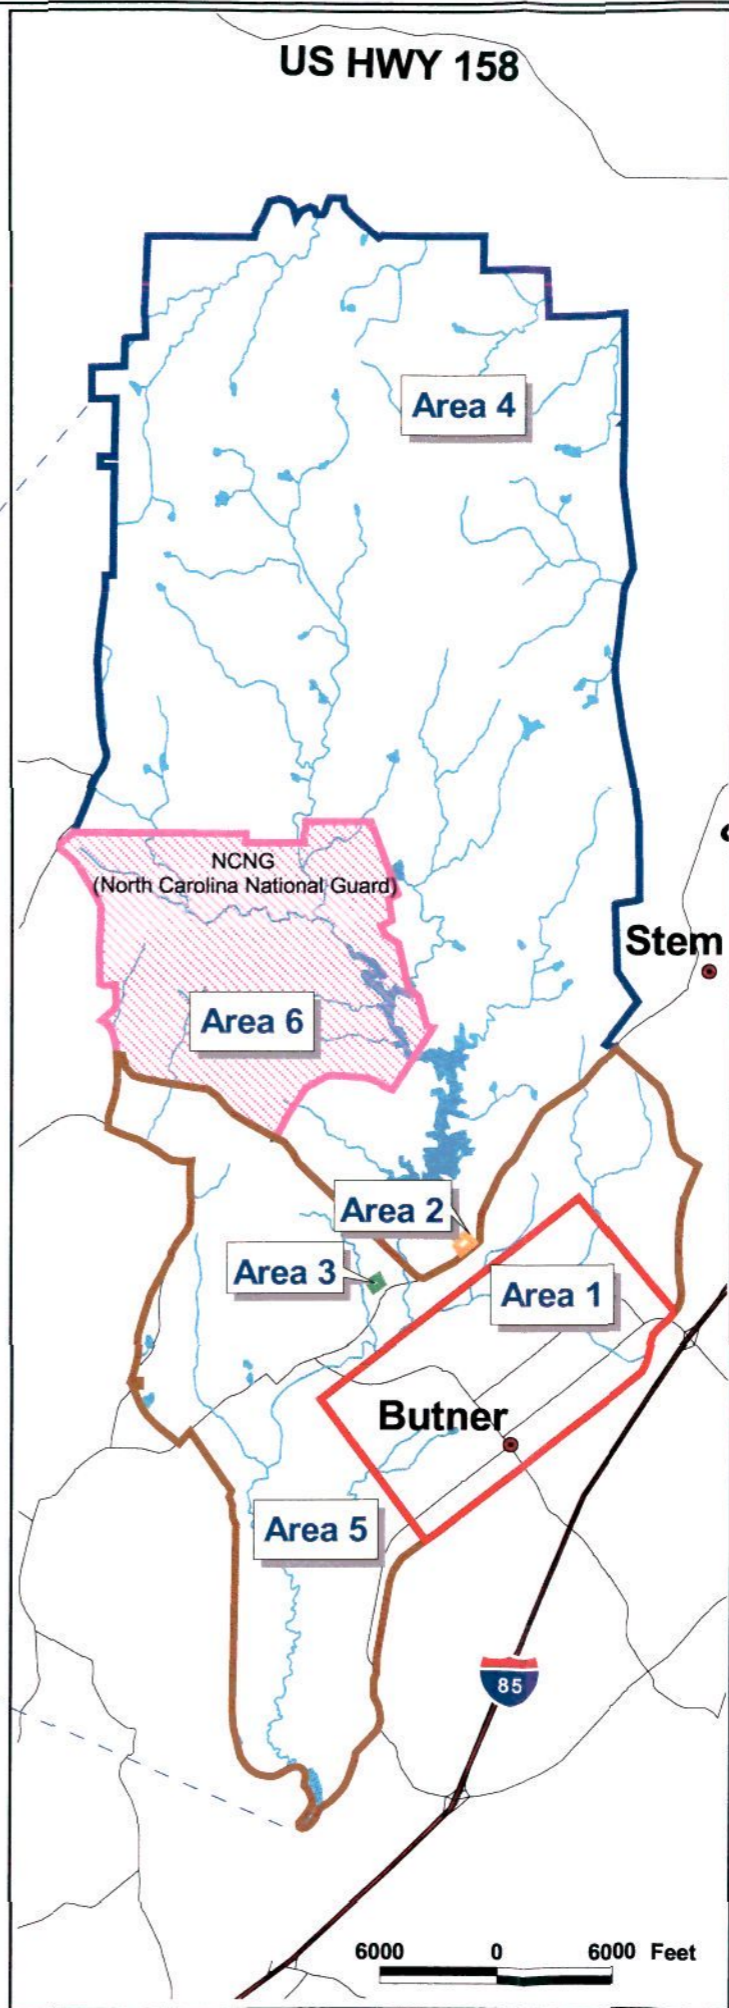 US HWY 158
Area 4
NCNG
(North Carolina National Guard)
Stem
Area 6
Area 2
Area 3
Area 1
Butner
Area 5
85
6000 0 6000 Feet